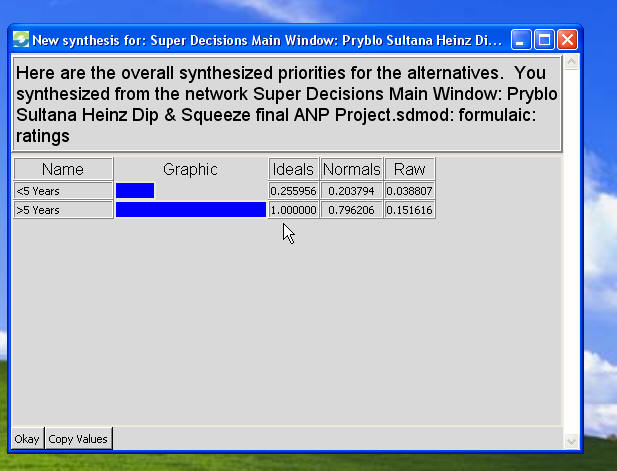 New synthesis for: Super Decisions Main Window: Pryblo Sultana Heinz Di...
Here are the overall synthesized priorities for the alternatives. You
synthesized from the network Super Decisions Main Window: Pryblo
Sultana Heinz Dip & Squeeze final ANP Project.sdmod: formulaic:
ratings
Name Graphic Ideals Normals Raw
<5 Years 0.255956 0.203794 0.038807
>5 Years 1.000000 0.796206 0.151616
Okay Copy Values